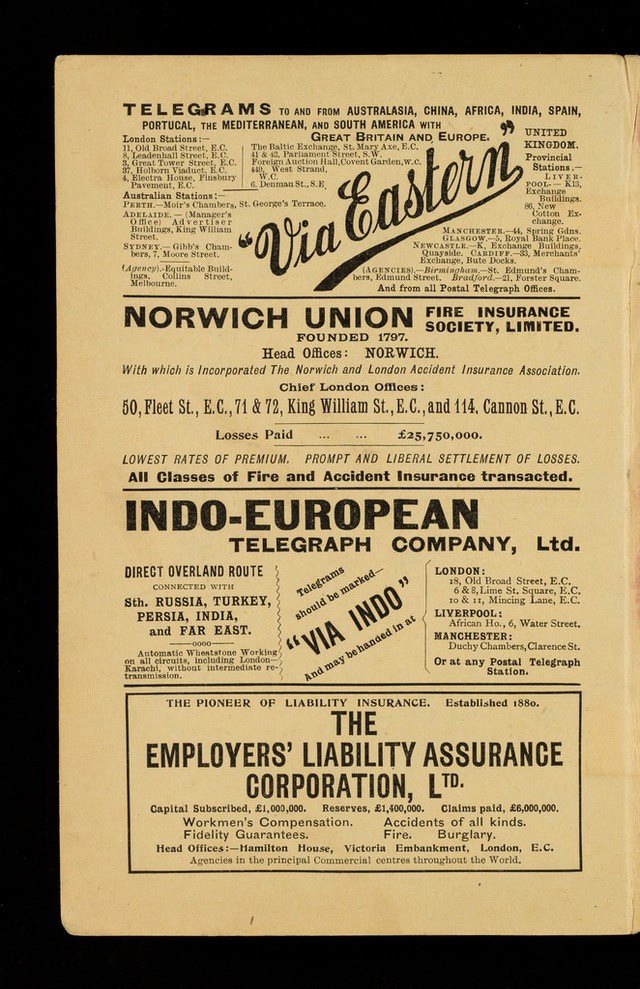 TELEGRAMS TO AND FROM AUSTRALASIA, CHINA, AFRICA, INDIA, SPAIN,
PORTUCAL, THE MEDITERRANEAN, AND SOUTH AMERICA WITH
GREAT BRITAIN AND EUROPE.
London Stations:—
11, Old Broad Street, E.C.
8, Leadenhall Street, E.C.
3, Great Tower Street, E.C.
37, Holborn Viaduct, E.C.
4, Electra House, Finsbury
Pavement, E.C.
The Baltic Exchange, St. Mary Axe, E.C.
41 & 42, Parliament Street, S.W.
Foreign Auction Hall, Covent Garden, W.C.
449, West Strand,
W.C.
6, Denman St., S.E.
Australian Stations:—
PERTH.—Moir's Chambers, St. George's Terrace.
ADELAIDE.—(Manager's
Office) Advertiser
Buildings, King William
Street.
SYDNEY.—Gibb's Cham-
bers, 7, Moore Street.
(Agency).-Equitable Build-
ings, Collins Street,
Melbourne.
"Via Eastern"
UNITED
KINGDOM.
Provincial
Stations.—
LIVER-
POOL—K13,
Exchange
Buildings.
86, New
Cotton Ex-
change.
MANCHESTER.—44, Spring Gdns.
GLASGOW.—5, Royal Bank Place.
NEWCASTLE.—K, Exchange Buildings,
Quayside. CARDIFF.—33, Merchants'
Exchange, Bute Docks.
(AGENCIES).—Birmingham.—St. Edmund's Cham-
bers, Edmund Street. Bradford.—21, Forster Square.
And from all Postal Telegraph Offices.
NORWICH UNION FIRE INSURANCE
SOCIETY, LIMITED.
FOUNDED 1797.
Head Offices: NORWICH.
With which is Incorporated The Norwich and London Accident Insurance Association.
Chief London Offices:
50, Fleet St., E.C., 71 & 72, King William St., E.C., and 114, Cannon St., E.C.
Losses Paid ... ... £25,750,000.
LOWEST RATES OF PREMIUM. PROMPT AND LIBERAL SETTLEMENT OF LOSSES.
All Classes of Fire and Accident Insurance transacted.
INDO-EUROPEAN
TELEGRAPH COMPANY, Ltd.
DIRECT OVERLAND ROUTE
CONNECTED WITH
Sth. RUSSIA, TURKEY,
PERSIA, INDIA,
and FAR EAST.
Automatic Wheatstone Working
on all circuits, including London—
Karachi, without intermediate re-
transmission.
Telegrams
should be marked—
"VIA INDO"
And may be handed in at
LONDON:
18, Old Broad Street, E.C.
6 & 8, Lime St. Square, E.C.
10 & 11, Mincing Lane, E.C.
LIVERPOOL:
African Ho., 6, Water Street.
MANCHESTER:
Duchy Chambers, Clarence St.
Or at any Postal Telegraph
Station.
THE PIONEER OF LIABILITY INSURANCE. Established 1880.
THE
EMPLOYERS' LIABILITY ASSURANCE
CORPORATION, LTD.
Capital Subscribed, £1,000,000. Reserves, £1,400,000. Claims paid, £6,000,000.
Workmen's Compensation. Accidents of all kinds.
Fidelity Guarantees. Fire. Burglary.
Head Offices:—Hamilton House, Victoria Embankment, London, E.C.
Agencies in the principal Commercial centres throughout the World.